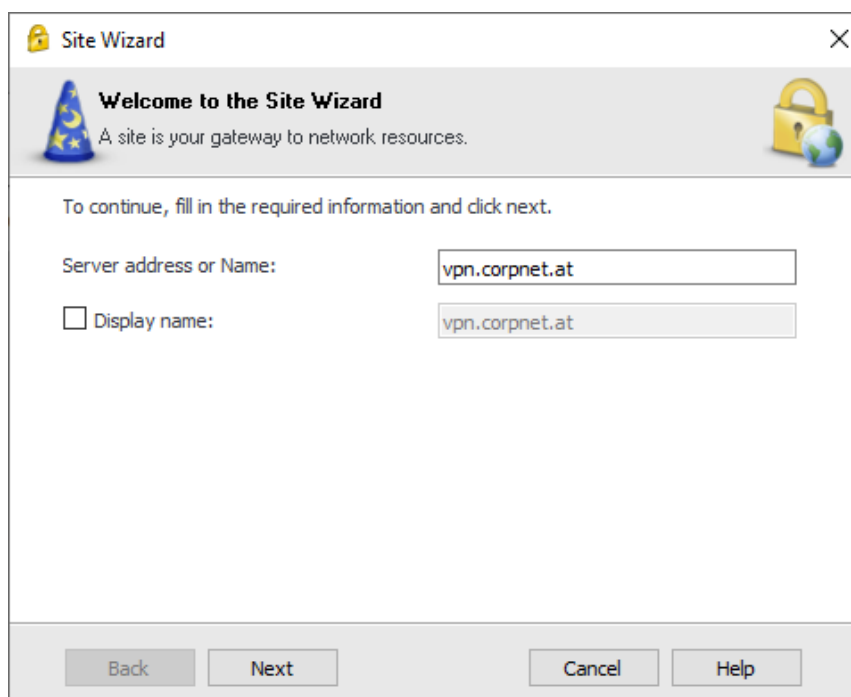 Site Wizard
Welcome to the Site Wizard
A site is your gateway to network resources.
To continue, fill in the required information and click next.
Server address or Name:
vpn.corpnet.at
Display name:
vpn.corpnet.at
Back
Next
Cancel
Help